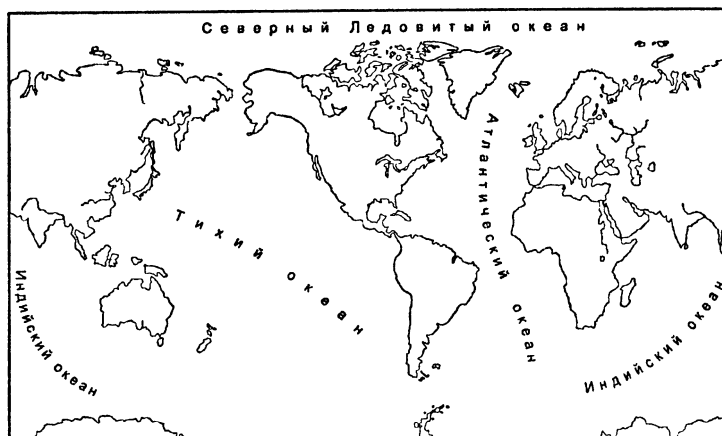 Северный Ледовитый океан
Атлантический океан
Тихий океан
Индийский океан
Индийский океан